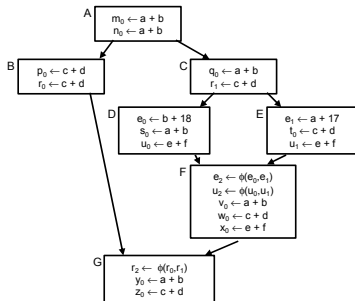 A
m₀ ← a + b
n₀ ← a + b
B
p₀ ← c + d
r₀ ← c + d
C
q₀ ← a + b
r₁ ← c + d
D
e₀ ← b + 18
s₀ ← a + b
u₀ ← e + f
E
e₁ ← a + 17
t₀ ← c + d
u₁ ← e + f
F
e₂ ← ϕ(e₀,e₁)
u₂ ← ϕ(u₀,u₁)
v₀ ← a + b
w₀ ← c + d
x₀ ← e + f
G
r₂ ← ϕ(r₀,r₁)
y₀ ← a + b
z₀ ← c + d